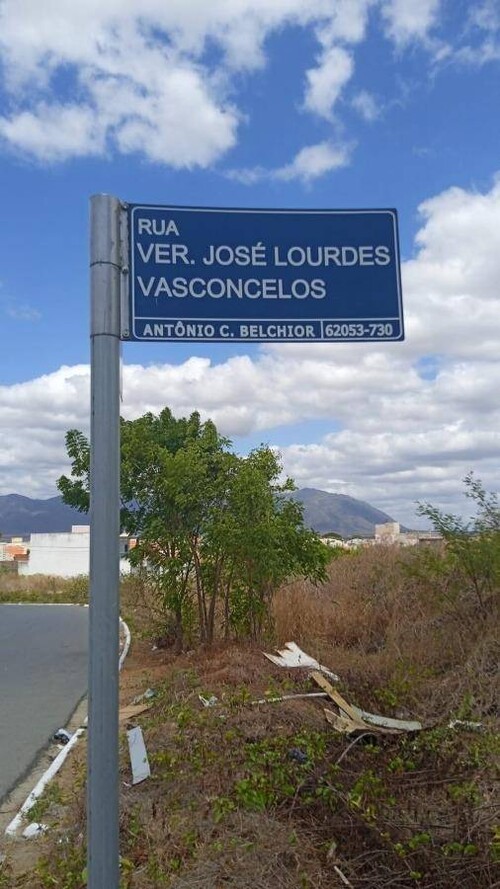 RUA
VER. JOSÉ LOURDES
VASCONCELOS
ANTÔNIO C. BELCHIOR 62053-730